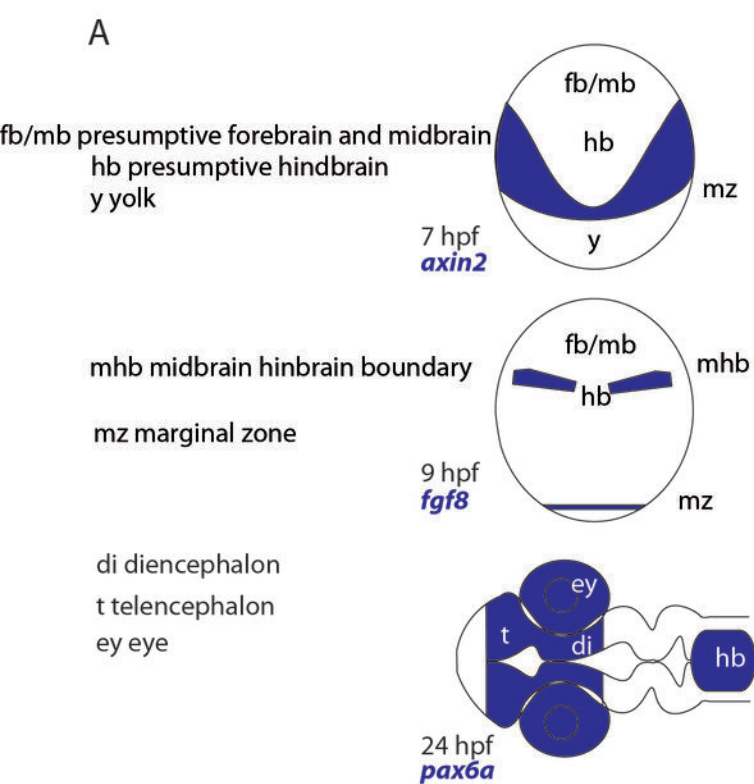 A
fb/mb
fb/mb presumptive forebrain and midbrain
hb
hb presumptive hindbrain
mz
y yolk
7 hpf
y
axin2
fb/mb
mhb midbrain hinbrain boundary
mhb
hb
mz marginal zone
9 hpf
fgf8
mz
di diencephalon
ey
t telencephalon
t
ey eye
di
hb
24 hpf
pax6a